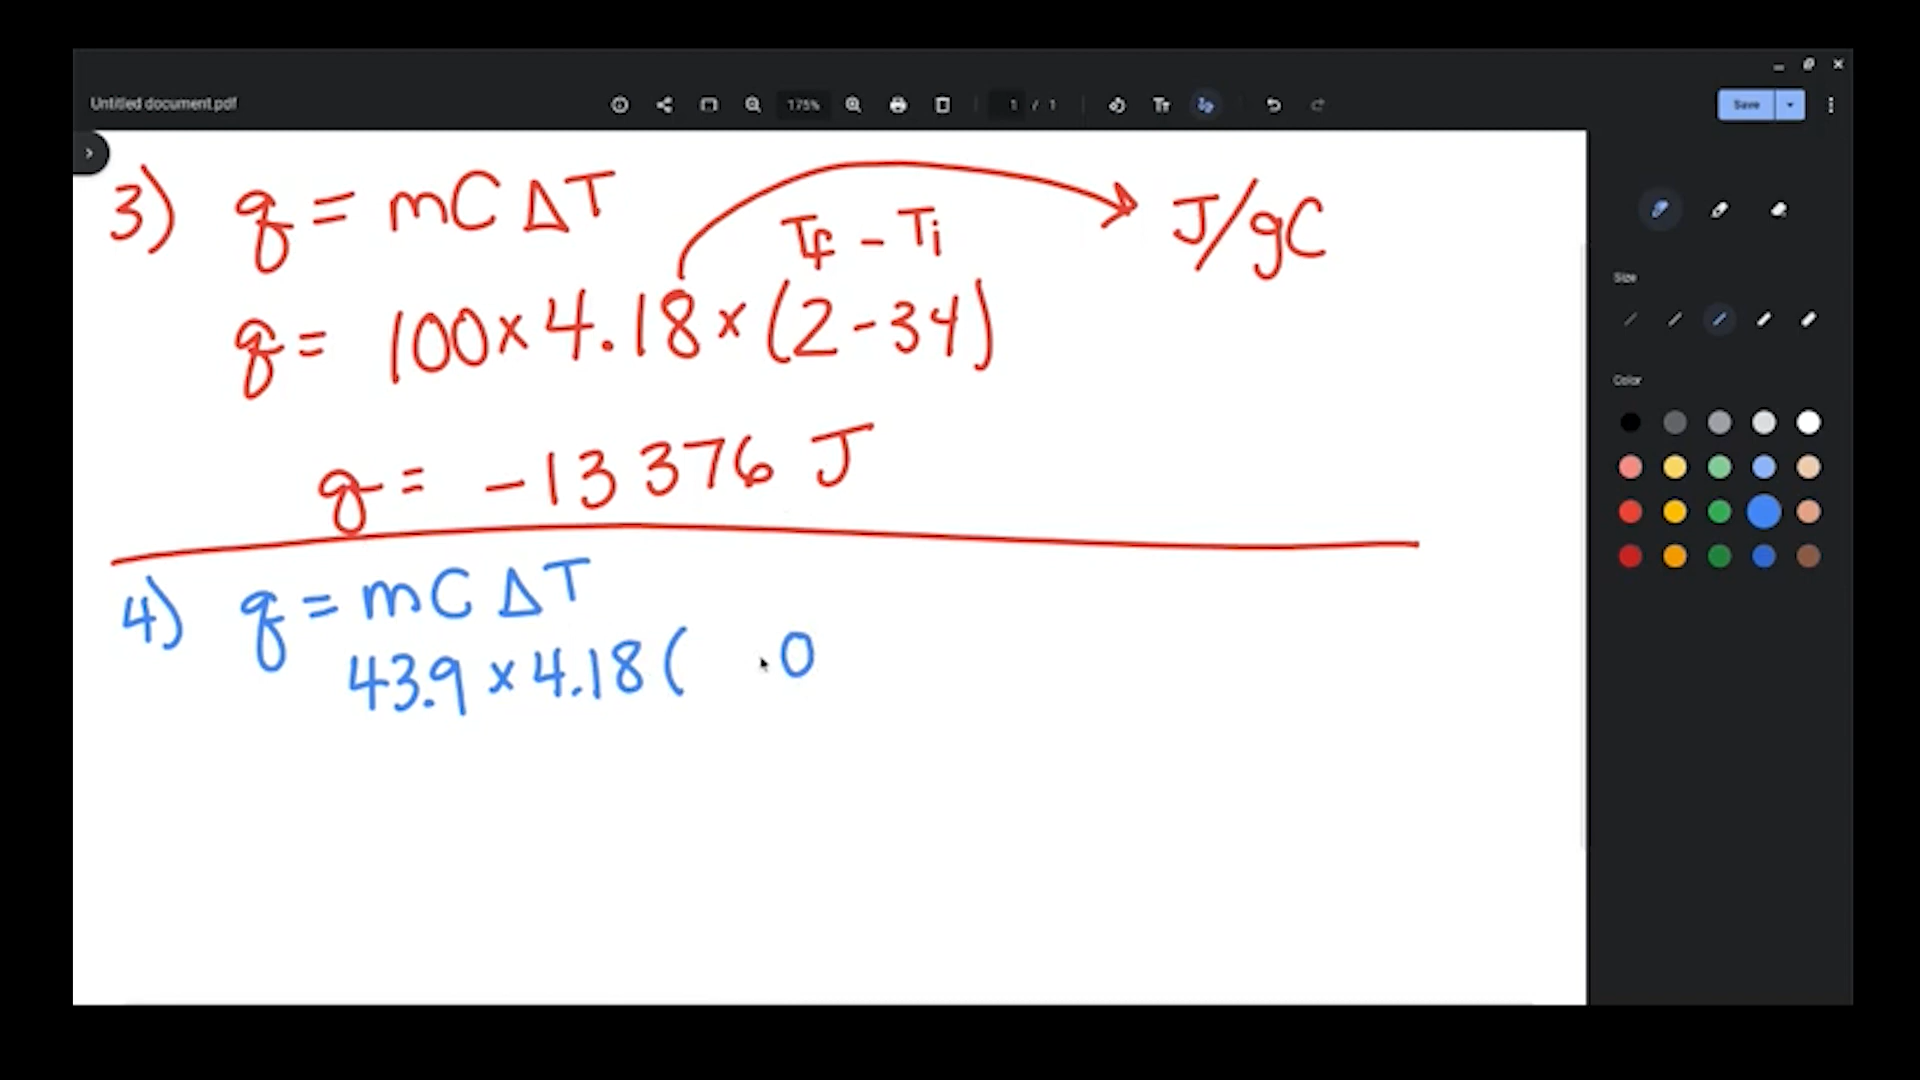 Untitled document.pdf
175%
1 / 1
Save
3) q = mCΔT
Tf - Ti
J/gC
q = 100×4.18×(2-34)
q = -13376 J
4) q = mCΔT
43.9×4.18( 0
Size
Color